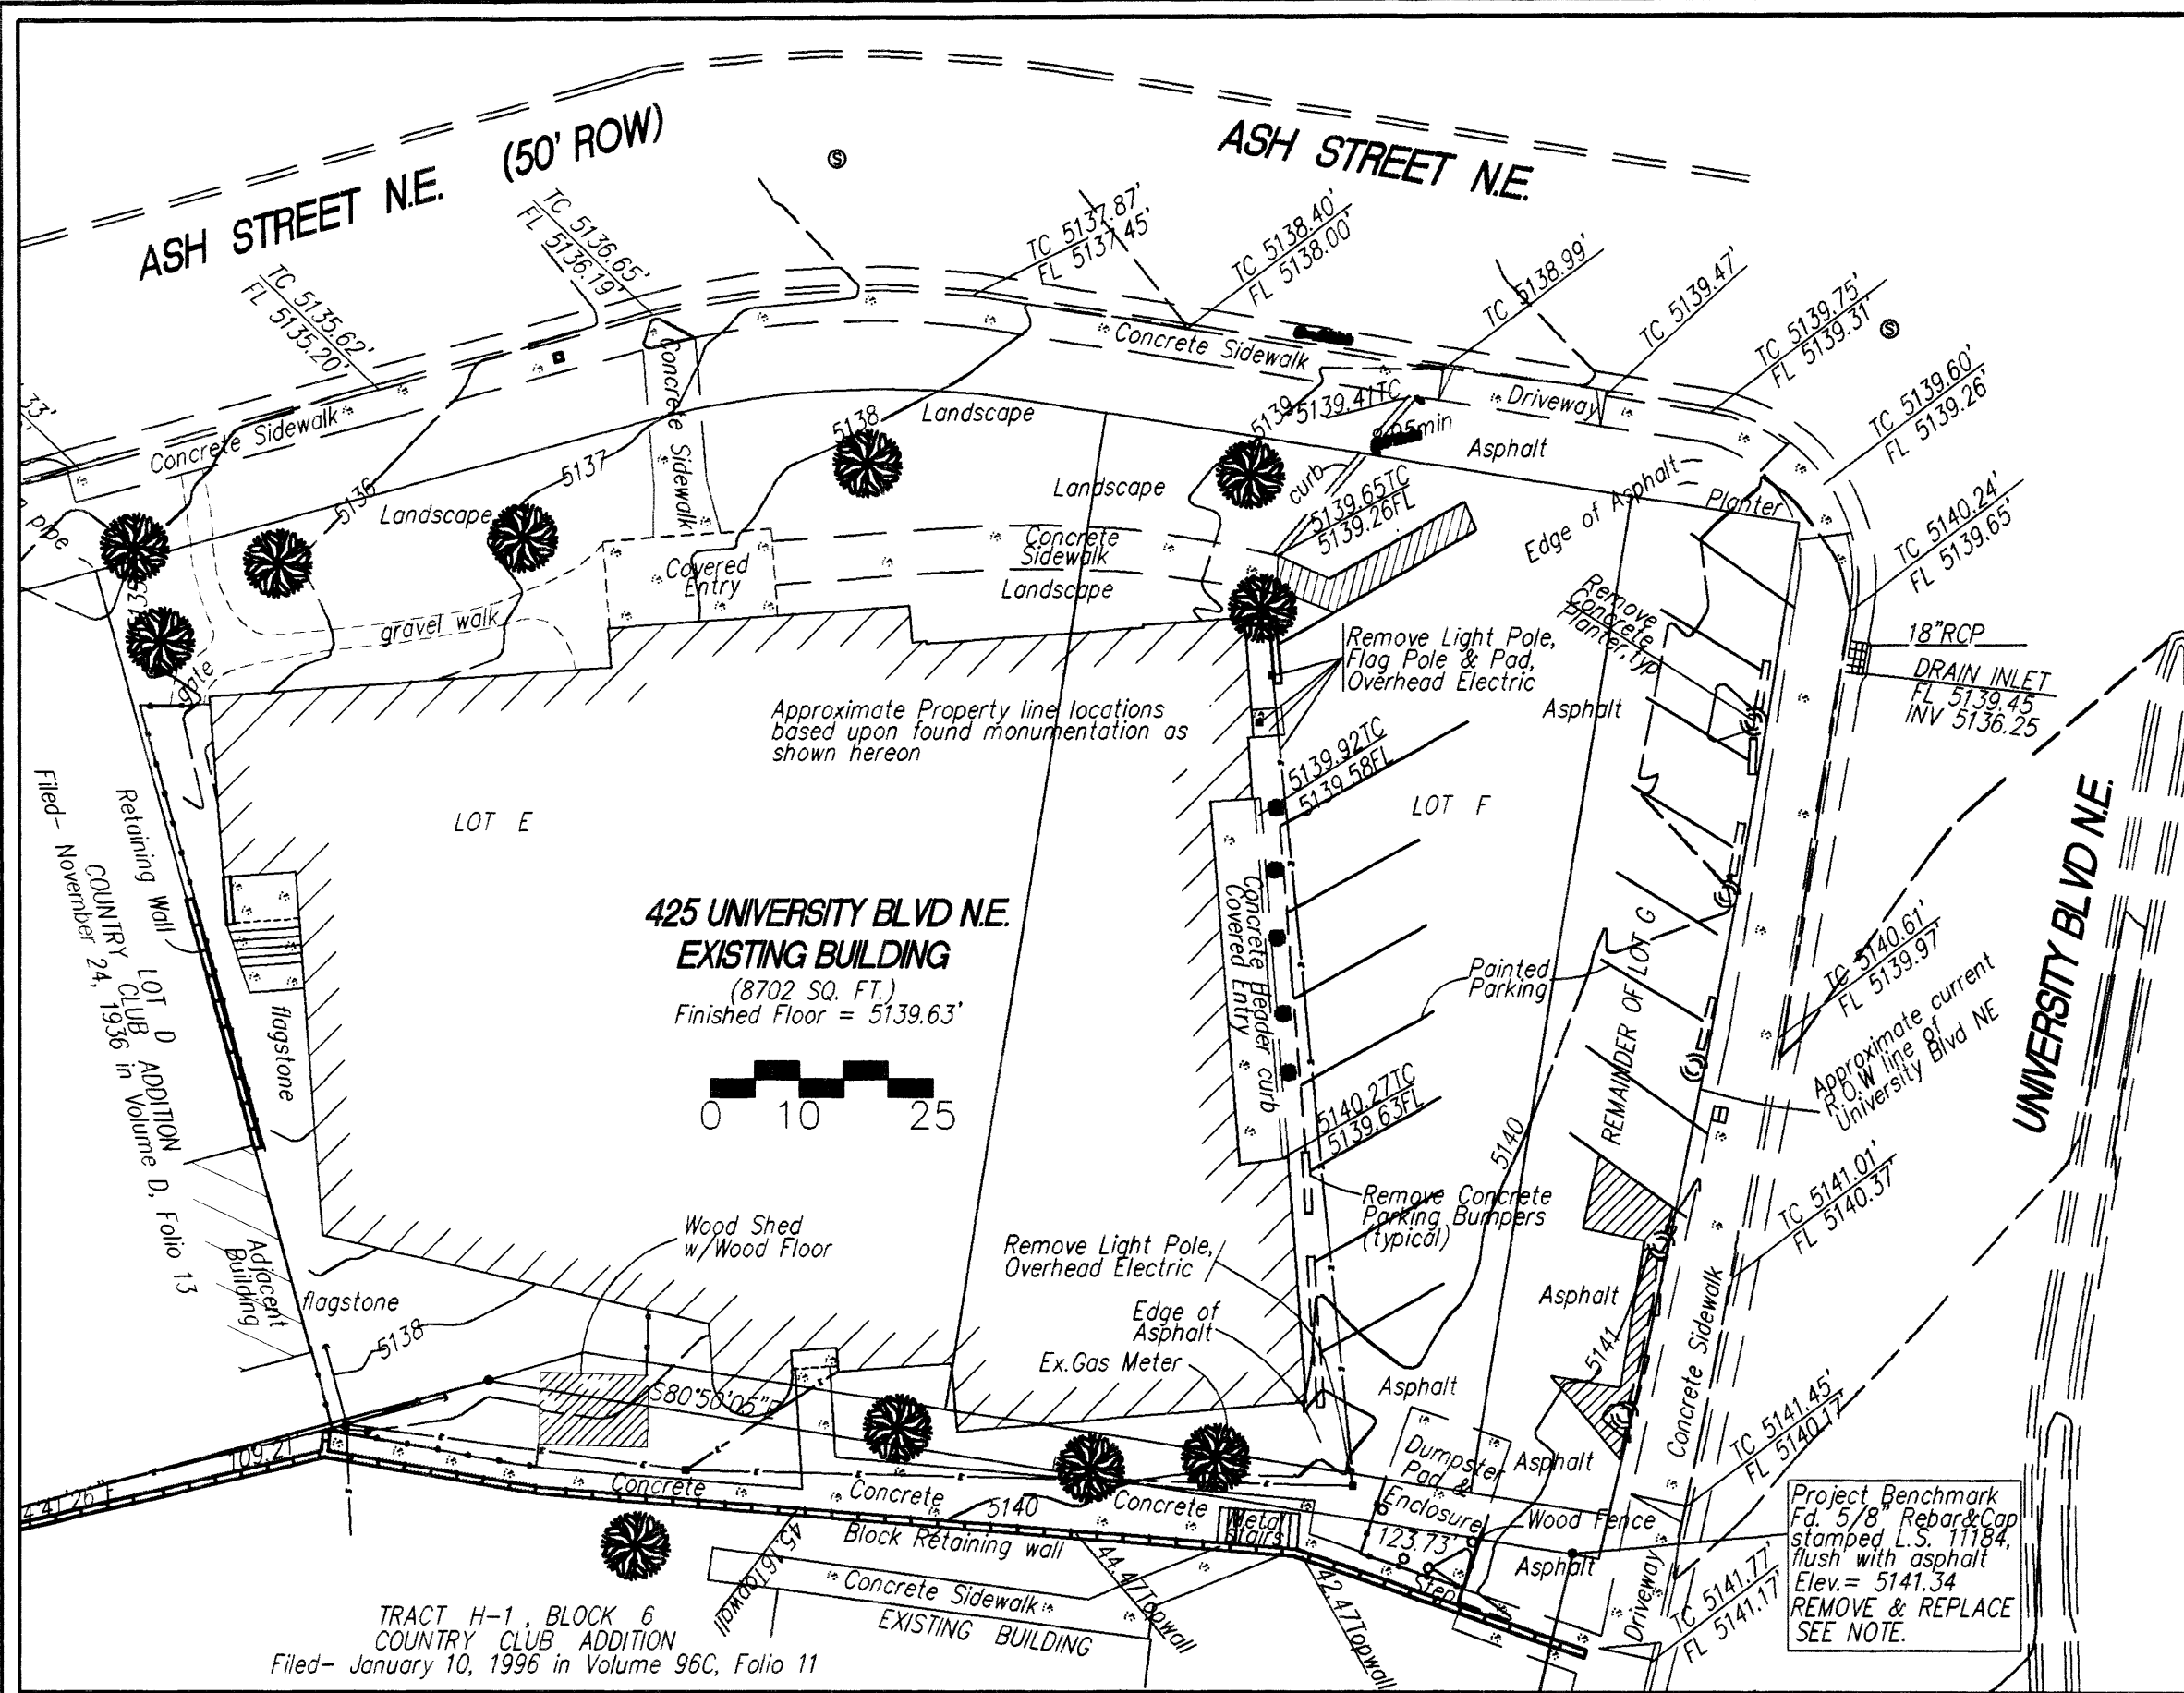 ASH STREET N.E. (50' ROW)
ASH STREET N.E.
TC 5135.62'
FL 5135.20'
TC 5136.65'
FL 5136.19'
TC 5137.87'
FL 5137.45'
TC 5138.40'
FL 5138.00'
TC 5138.99'
TC 5139.47'
TC 5139.75'
FL 5139.31'
TC 5139.60'
FL 5139.26'
TC 5140.24'
FL 5139.65'
33'
Concrete Sidewalk
Concrete Sidewalk
Concrete Sidewalk
Driveway
5139
5139.41TC
Asphalt
Landscape
5138
5137
5136
Landscape
Landscape
curb
5139.65TC
5139.26FL
Edge of Asphalt
Planter
pipe
Covered
Entry
Concrete
Sidewalk
Landscape
gravel walk
gate
Remove
Concrete
Planter, typ
Remove Light Pole,
Flag Pole & Pad,
Overhead Electric
18"RCP
DRAIN INLET
FL 5139.45
INV 5136.25
Asphalt
Approximate Property line locations
based upon found monumentation as
shown hereon
5139.92TC
5139.58FL
LOT E
LOT F
Retaining Wall
LOT D
COUNTRY CLUB ADDITION
Filed- November 24, 1936 in Volume D, Folio 13
425 UNIVERSITY BLVD N.E.
EXISTING BUILDING
(8702 SQ. FT.)
Finished Floor = 5139.63'
0 10 25
flagstone
Concrete Header curb
Covered Entry
Painted
Parking
REMAINDER OF LOT G
TC 5140.61'
FL 5139.97'
Approximate current
R.O.W line of
University Blvd NE
UNIVERSITY BLVD N.E.
5140.27TC
5139.63FL
5140
Remove Concrete
Parking Bumpers
(typical)
TC 5141.01'
FL 5140.37'
Wood Shed
w/Wood Floor
Remove Light Pole,
Overhead Electric
Adjacent
Building
flagstone
5138
Edge of
Asphalt
Ex.Gas Meter
Asphalt
5141
Concrete Sidewalk
Asphalt
S80°50'05"E
109.21
4°41'26"E
Concrete
Concrete
5140
Concrete
Metal
Stairs
Dumpster
Pad &
Enclosure
Asphalt
123.73'
Wood Fence
Asphalt
Step
Driveway
TC 5141.45'
FL 5140.17'
TC 5141.77'
FL 5141.17'
Block Retaining wall
45.16Topwall
44.47Topwall
42.47Topwall
Concrete Sidewalk
EXISTING BUILDING
TRACT H-1, BLOCK 6
COUNTRY CLUB ADDITION
Filed- January 10, 1996 in Volume 96C, Folio 11
Project Benchmark
Fd. 5/8" Rebar&Cap
stamped L.S. 11184,
flush with asphalt
Elev.= 5141.34
REMOVE & REPLACE
SEE NOTE.